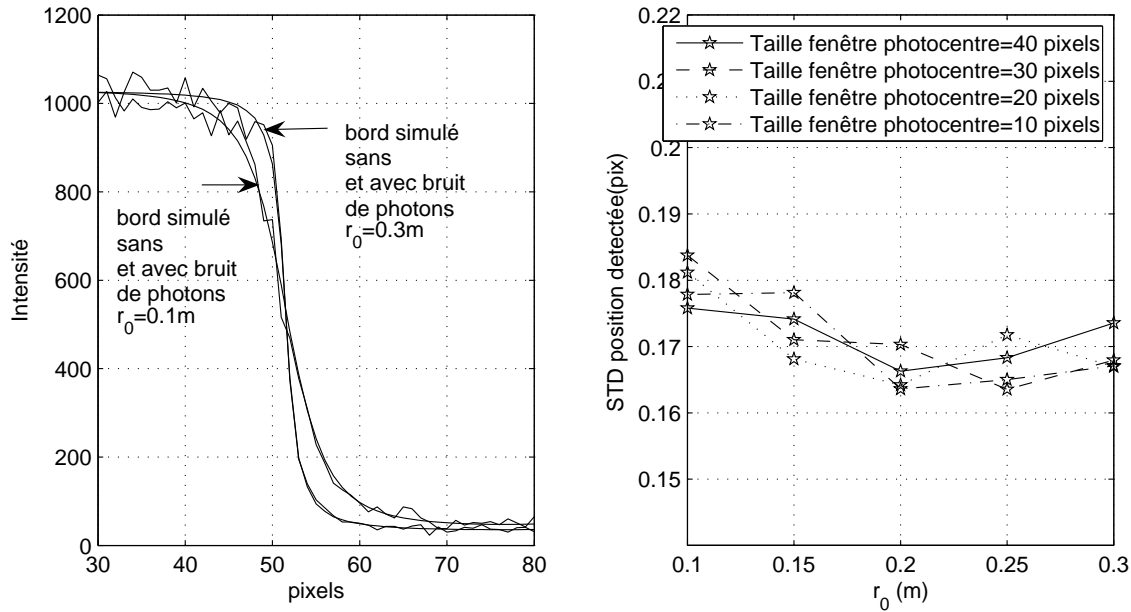 1200
1000
800
600
400
200
0
Intensité
30
40
50
60
70
80
pixels
bord simulé
sans
et avec bruit
de photons
r0=0.3m
bord simulé
sans
et avec bruit
de photons
r0=0.1m
0.22
0.2
0.2
0.19
0.18
0.17
0.16
0.15
STD position detectée(pix)
0.1
0.15
0.2
0.25
0.3
r0 (m)
Taille fenêtre photocentre=40 pixels
Taille fenêtre photocentre=30 pixels
Taille fenêtre photocentre=20 pixels
Taille fenêtre photocentre=10 pixels